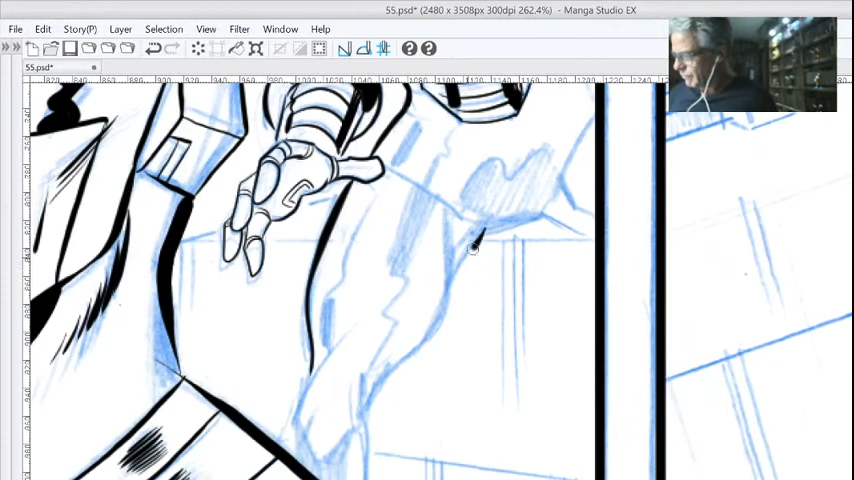 55.psd* (2480 x 3508px 300dpi 262.4%) - Manga Studio EX
File Edit Story(P) Layer Selection View Filter Window Help
55.psd*